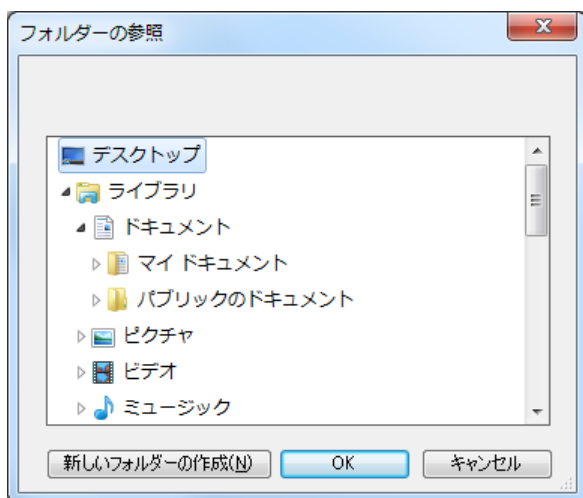 フォルダーの参照
デスクトップ
ライブラリ
ドキュメント
マイ ドキュメント
パブリックのドキュメント
ピクチャ
ビデオ
ミュージック
新しいフォルダーの作成(N) OK キャンセル